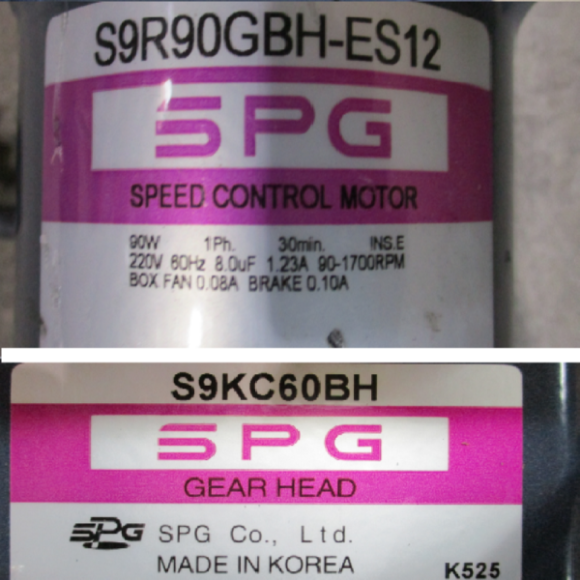 S9R90GBH-ES12
SPG
SPEED CONTROL MOTOR
90W 1Ph. 30min. INS.E
220V 60Hz 8.0uF 1.23A 90-1700RPM
BOX FAN 0.08A BRAKE 0.10A
S9KC60BH
SPG
GEAR HEAD
SPG SPG Co., Ltd.
MADE IN KOREA
K525